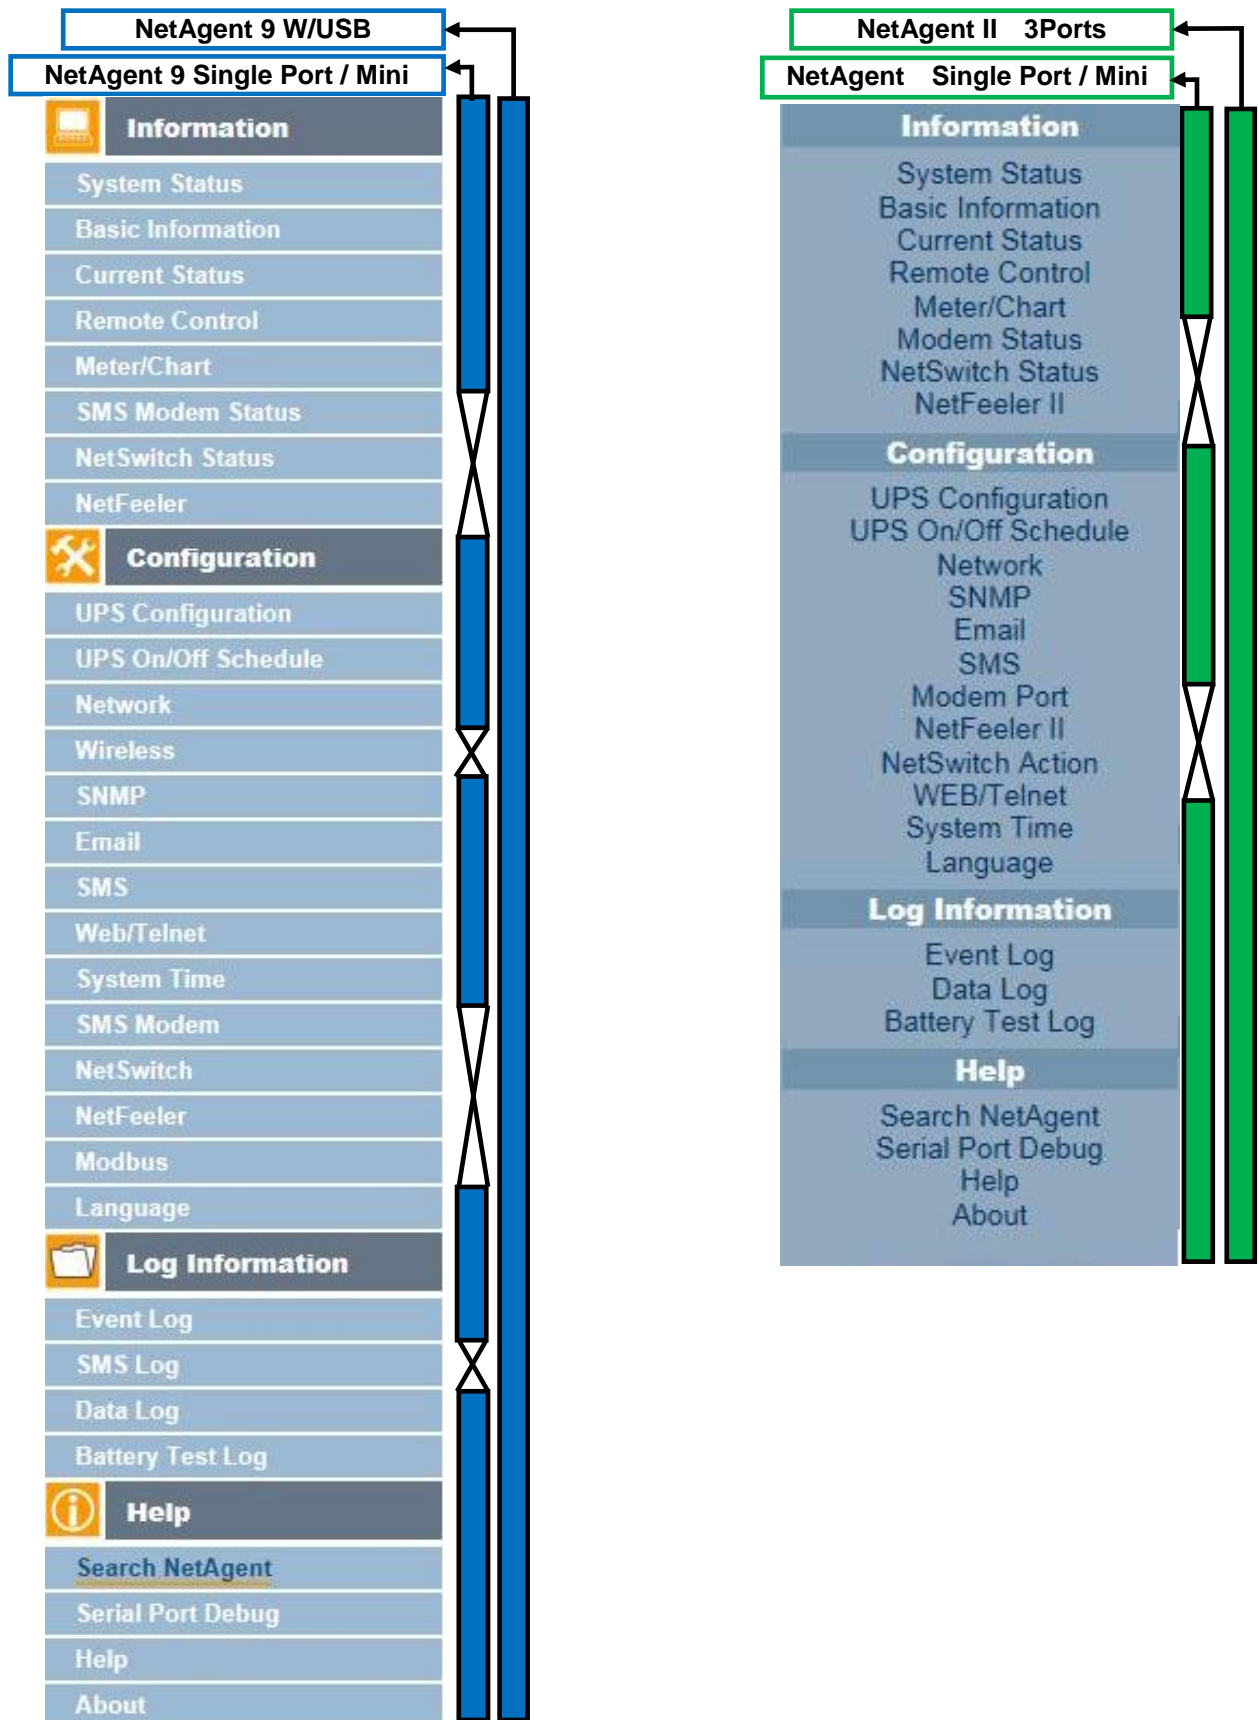 NetAgent 9 W/USB
NetAgent 9 Single Port / Mini
Information
System Status
Basic Information
Current Status
Remote Control
Meter/Chart
SMS Modem Status
NetSwitch Status
NetFeeler
Configuration
UPS Configuration
UPS On/Off Schedule
Network
Wireless
SNMP
Email
SMS
Web/Telnet
System Time
SMS Modem
NetSwitch
NetFeeler
Modbus
Language
Log Information
Event Log
SMS Log
Data Log
Battery Test Log
Help
Search NetAgent
Serial Port Debug
Help
About
NetAgent II 3Ports
NetAgent Single Port / Mini
Information
System Status
Basic Information
Current Status
Remote Control
Meter/Chart
Modem Status
NetSwitch Status
NetFeeler II
Configuration
UPS Configuration
UPS On/Off Schedule
Network
SNMP
Email
SMS
Modem Port
NetFeeler II
NetSwitch Action
WEB/Telnet
System Time
Language
Log Information
Event Log
Data Log
Battery Test Log
Help
Search NetAgent
Serial Port Debug
Help
About